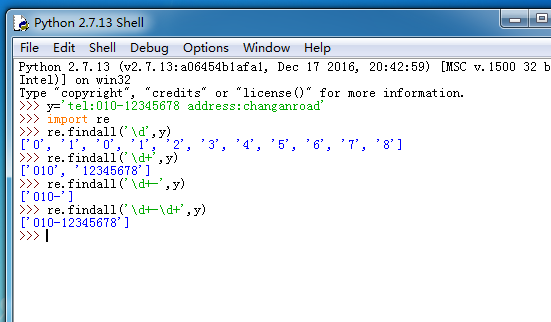 Python 2.7.13 Shell
File Edit Shell Debug Options Window Help
Python 2.7.13 (v2.7.13:a06454b1afa1, Dec 17 2016, 20:42:59) [MSC v.1500 32 b
Intel)] on win32
Type "copyright", "credits" or "license()" for more information.
>>> y='tel:010-12345678 address:changanroad'
>>> import re
>>> re.findall('\d',y)
['0', '1', '0', '1', '2', '3', '4', '5', '6', '7', '8']
>>> re.findall('\d+',y)
['010', '12345678']
>>> re.findall('\d+-',y)
['010-']
>>> re.findall('\d+-\d+',y)
['010-12345678']
>>>